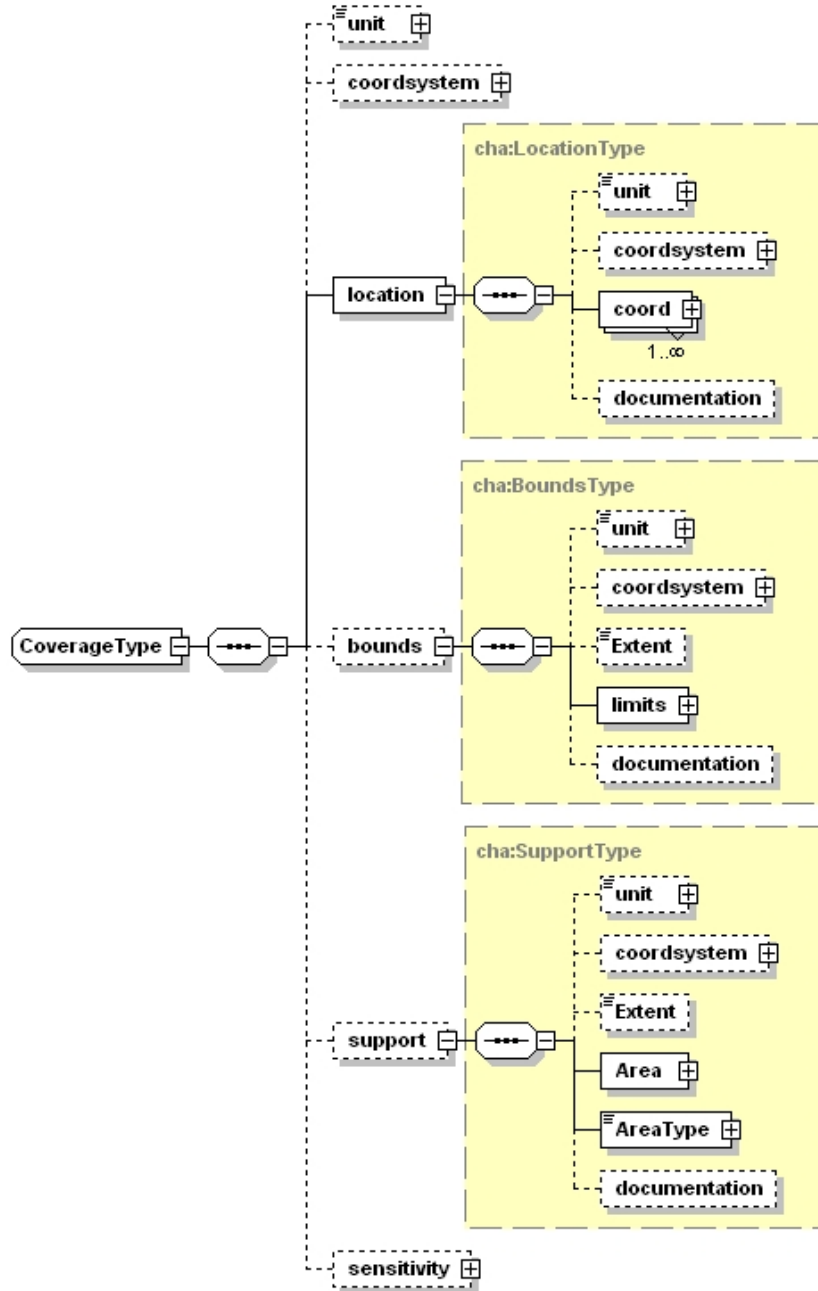 unit
coordsystem
cha:LocationType
unit
coordsystem
location
coord
1..∞
documentation
cha:BoundsType
unit
coordsystem
CoverageType
bounds
Extent
limits
documentation
cha:SupportType
unit
coordsystem
Extent
support
Area
AreaType
documentation
sensitivity